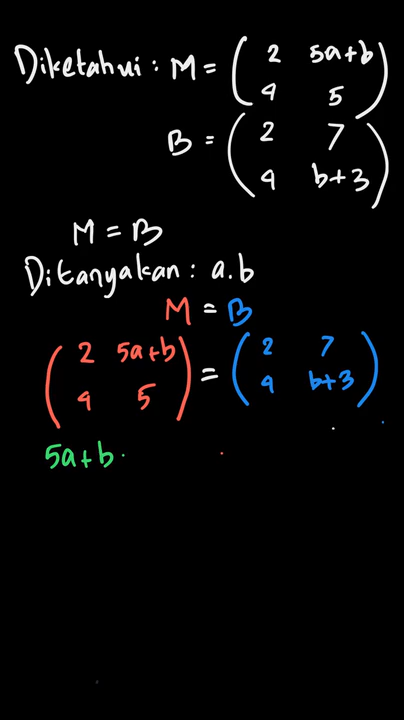 Diketahui : M = ( 2 5a+b
4 5 )
B = ( 2 7
4 b+3 )
M = B
Ditanyakan : a.b
M = B
( 2 5a+b ) = ( 2 7 )
4 5 4 b+3
5a+b